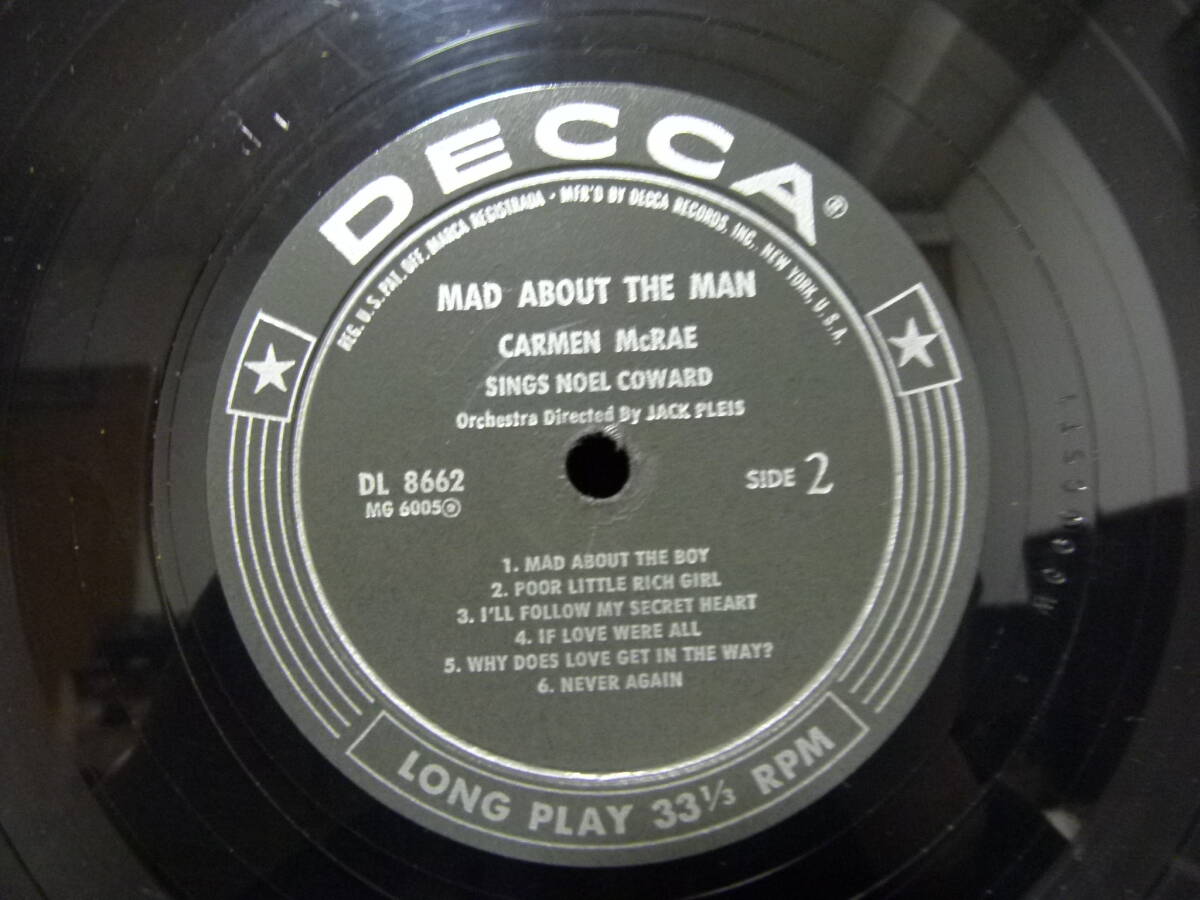 DECCA®
REG. U.S. PAT. OFF. MARCA REGISTRADA • MFR'D BY DECCA RECORDS, INC., NEW YORK, U.S.A.
MAD ABOUT THE MAN
CARMEN McRAE
SINGS NOEL COWARD
Orchestra Directed By JACK PLEIS
DL 8662
MG 6005
SIDE 2
1. MAD ABOUT THE BOY
2. POOR LITTLE RICH GIRL
3. I'LL FOLLOW MY SECRET HEART
4. IF LOVE WERE ALL
5. WHY DOES LOVE GET IN THE WAY?
6. NEVER AGAIN
LONG PLAY 33 1/3 RPM